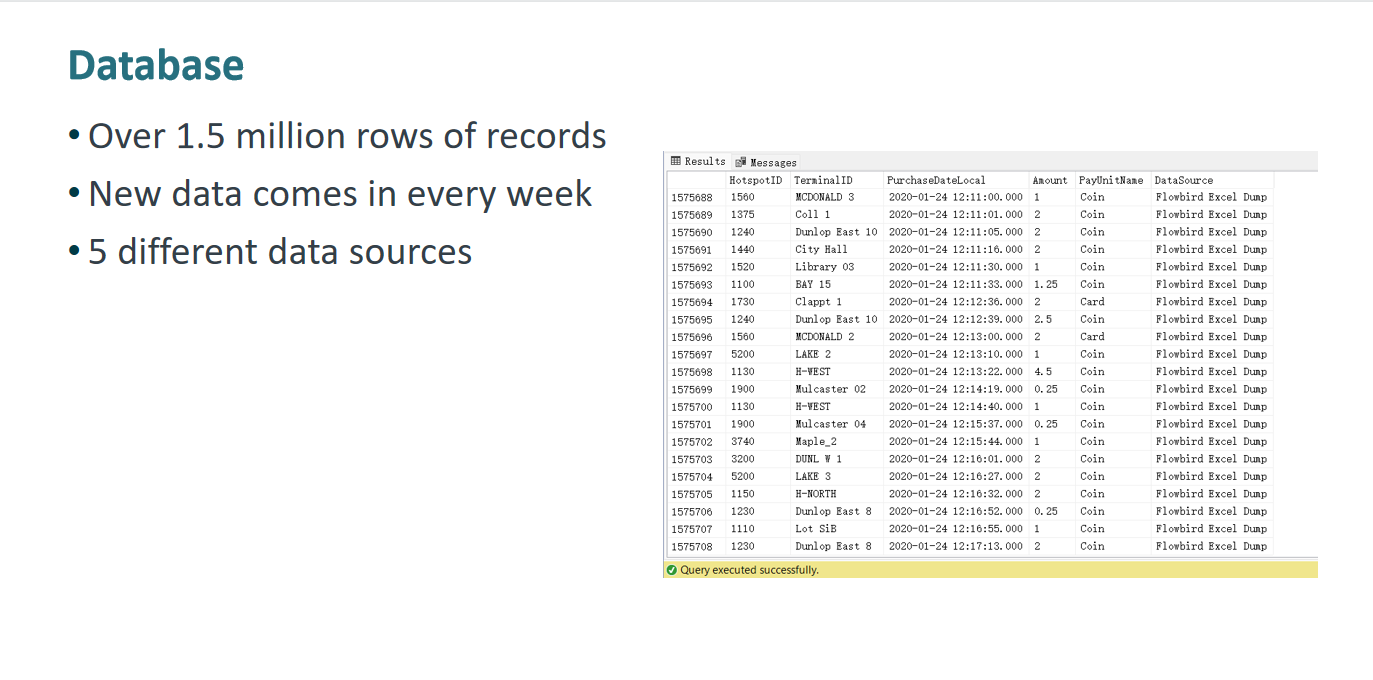 Database
• Over 1.5 million rows of records
• New data comes in every week
• 5 different data sources
Results Messages
HotspotID TerminalID PurchaseDateLocal Amount PayUnitName DataSource
1575688 1560 MCDONALD 3 2020-01-24 12:11:00.000 1 Coin Flowbird Excel Dump
1575689 1375 Coll 1 2020-01-24 12:11:01.000 2 Coin Flowbird Excel Dump
1575690 1240 Dunlop East 10 2020-01-24 12:11:05.000 2 Coin Flowbird Excel Dump
1575691 1440 City Hall 2020-01-24 12:11:16.000 2 Coin Flowbird Excel Dump
1575692 1520 Library 03 2020-01-24 12:11:30.000 1 Coin Flowbird Excel Dump
1575693 1100 BAY 15 2020-01-24 12:11:33.000 1.25 Coin Flowbird Excel Dump
1575694 1730 Clappt 1 2020-01-24 12:12:36.000 2 Card Flowbird Excel Dump
1575695 1240 Dunlop East 10 2020-01-24 12:12:39.000 2.5 Coin Flowbird Excel Dump
1575696 1560 MCDONALD 2 2020-01-24 12:13:00.000 2 Card Flowbird Excel Dump
1575697 5200 LAKE 2 2020-01-24 12:13:10.000 1 Coin Flowbird Excel Dump
1575698 1130 H-WEST 2020-01-24 12:13:22.000 4.5 Coin Flowbird Excel Dump
1575699 1900 Mulcaster 02 2020-01-24 12:14:19.000 0.25 Coin Flowbird Excel Dump
1575700 1130 H-WEST 2020-01-24 12:14:40.000 1 Coin Flowbird Excel Dump
1575701 1900 Mulcaster 04 2020-01-24 12:15:37.000 0.25 Coin Flowbird Excel Dump
1575702 3740 Maple_2 2020-01-24 12:15:44.000 1 Coin Flowbird Excel Dump
1575703 3200 DUNL W 1 2020-01-24 12:16:01.000 2 Coin Flowbird Excel Dump
1575704 5200 LAKE 3 2020-01-24 12:16:27.000 2 Coin Flowbird Excel Dump
1575705 1150 H-NORTH 2020-01-24 12:16:32.000 2 Coin Flowbird Excel Dump
1575706 1230 Dunlop East 8 2020-01-24 12:16:52.000 0.25 Coin Flowbird Excel Dump
1575707 1110 Lot SiB 2020-01-24 12:16:55.000 1 Coin Flowbird Excel Dump
1575708 1230 Dunlop East 8 2020-01-24 12:17:13.000 2 Coin Flowbird Excel Dump
Query executed successfully.